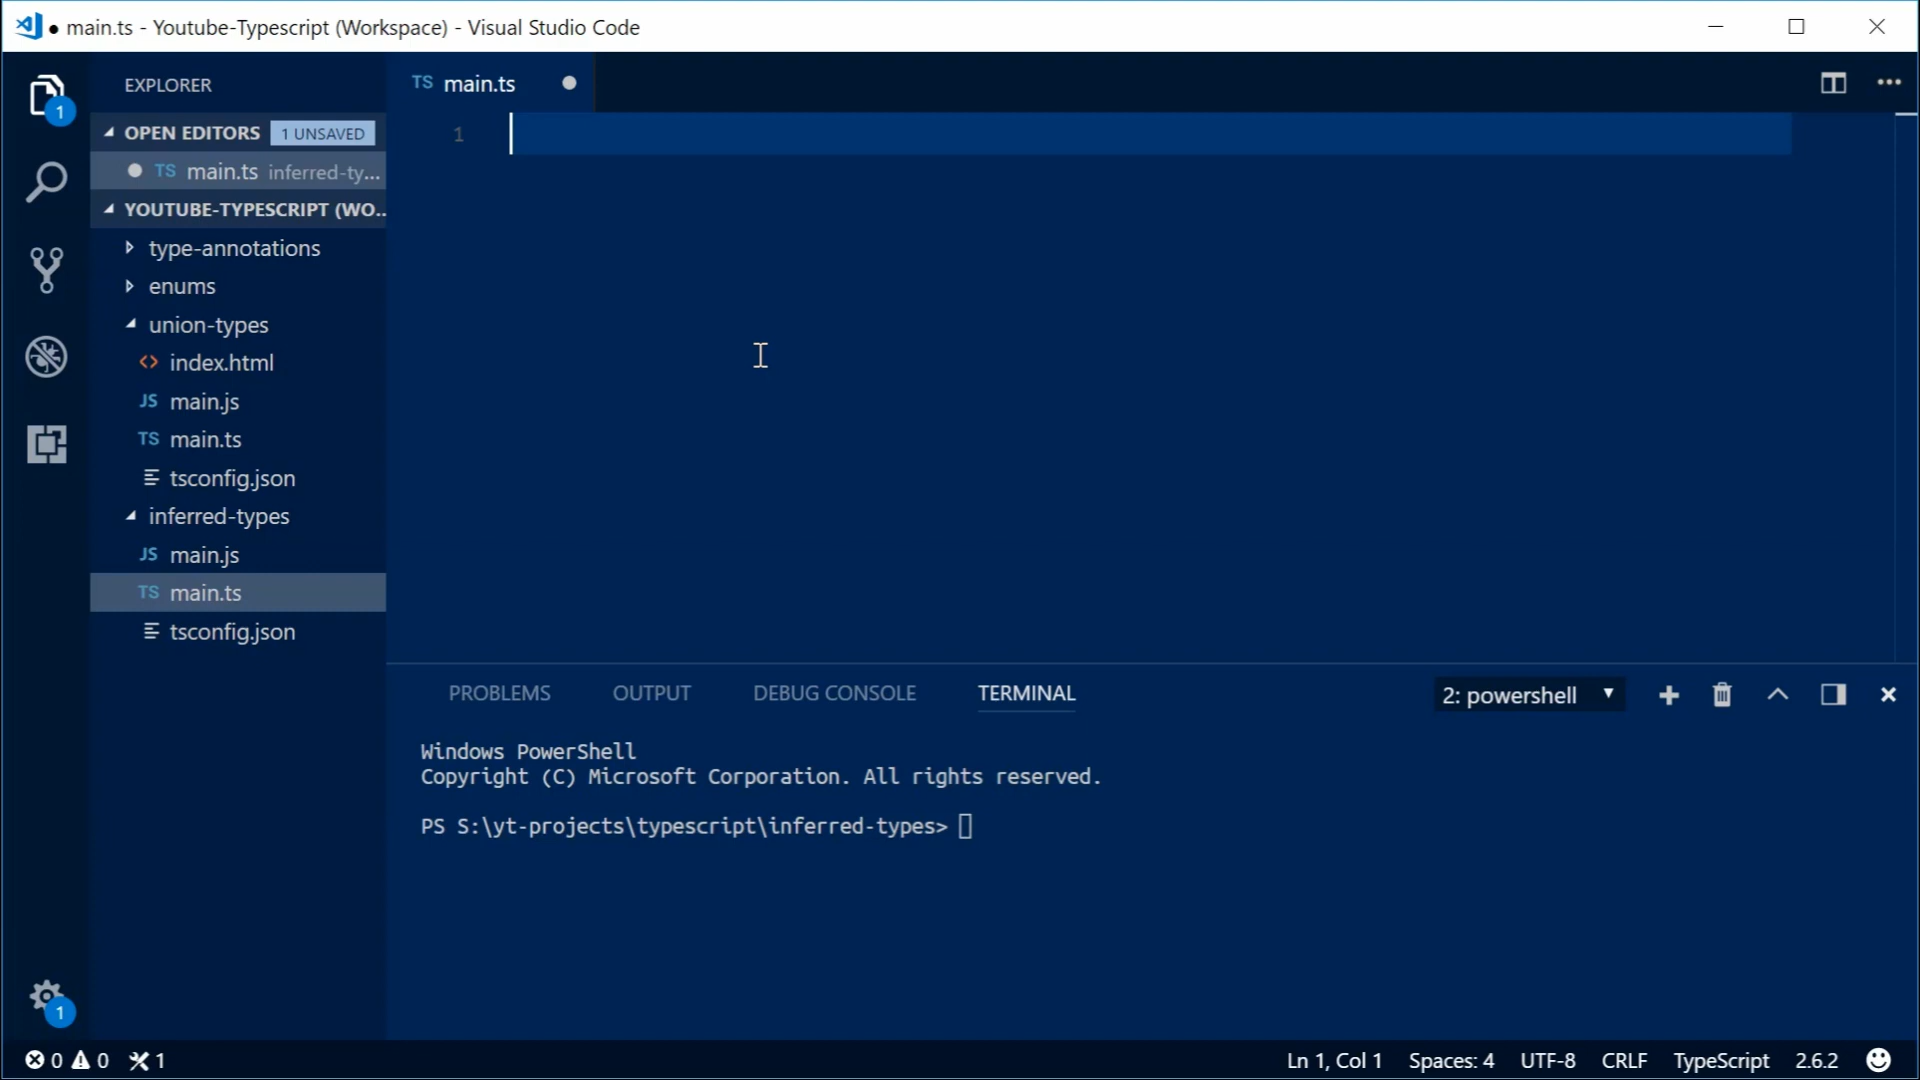 ● main.ts - Youtube-Typescript (Workspace) - Visual Studio Code
1
EXPLORER
OPEN EDITORS 1 UNSAVED
TS main.ts inferred-ty...
YOUTUBE-TYPESCRIPT (WO...
type-annotations
enums
union-types
index.html
JS main.js
TS main.ts
tsconfig.json
inferred-types
JS main.js
TS main.ts
tsconfig.json
TS main.ts
1
PROBLEMS OUTPUT DEBUG CONSOLE TERMINAL 2: powershell
Windows PowerShell
Copyright (C) Microsoft Corporation. All rights reserved.
PS S:\yt-projects\typescript\inferred-types>
1
0 0 1 Ln 1, Col 1 Spaces: 4 UTF-8 CRLF TypeScript 2.6.2